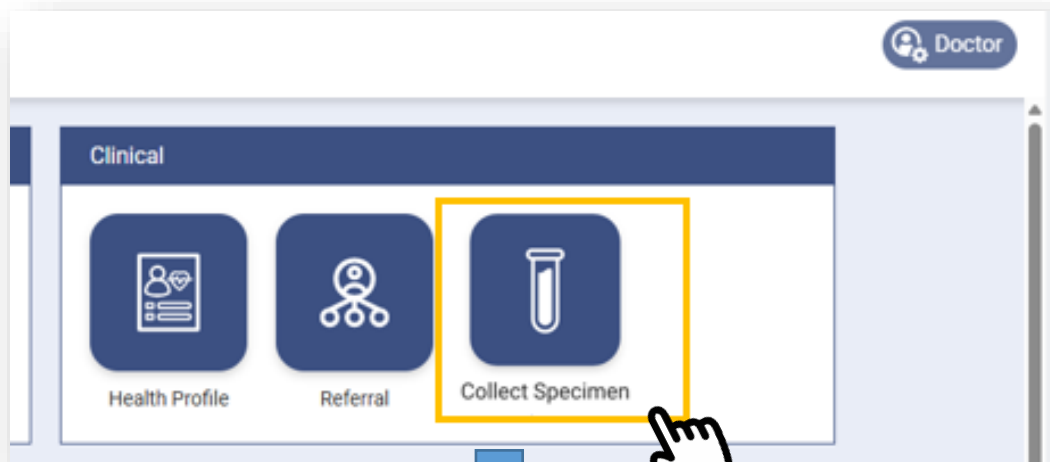 Doctor
Clinical
Health Profile
Referral
Collect Specimen